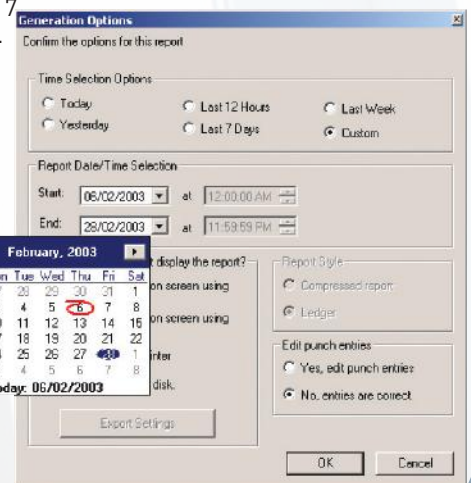 7
Generation Options
Confirm the options for this report
Time Selection Options
Today
Last 12 Hours
Last Week
Yesterday
Last 7 Days
Custom
Report Date/Time Selection
Start: 06/02/2003 at 12:00:00 AM
End: 28/02/2003 at 11:59:59 PM
February, 2003
Tue Wed Thu Fri Sat
28 29 30 31 1
4 5 6 7 8
11 12 13 14 15
18 19 20 21 22
25 26 27 28 1
4 5 6 7 8
06/02/2003
display the report?
on screen using
on screen using
disk.
Export Settings
Report Style
Compressed report
Ledger
Edit punch entries
Yes, edit punch entries
No, entries are correct
OK Cancel